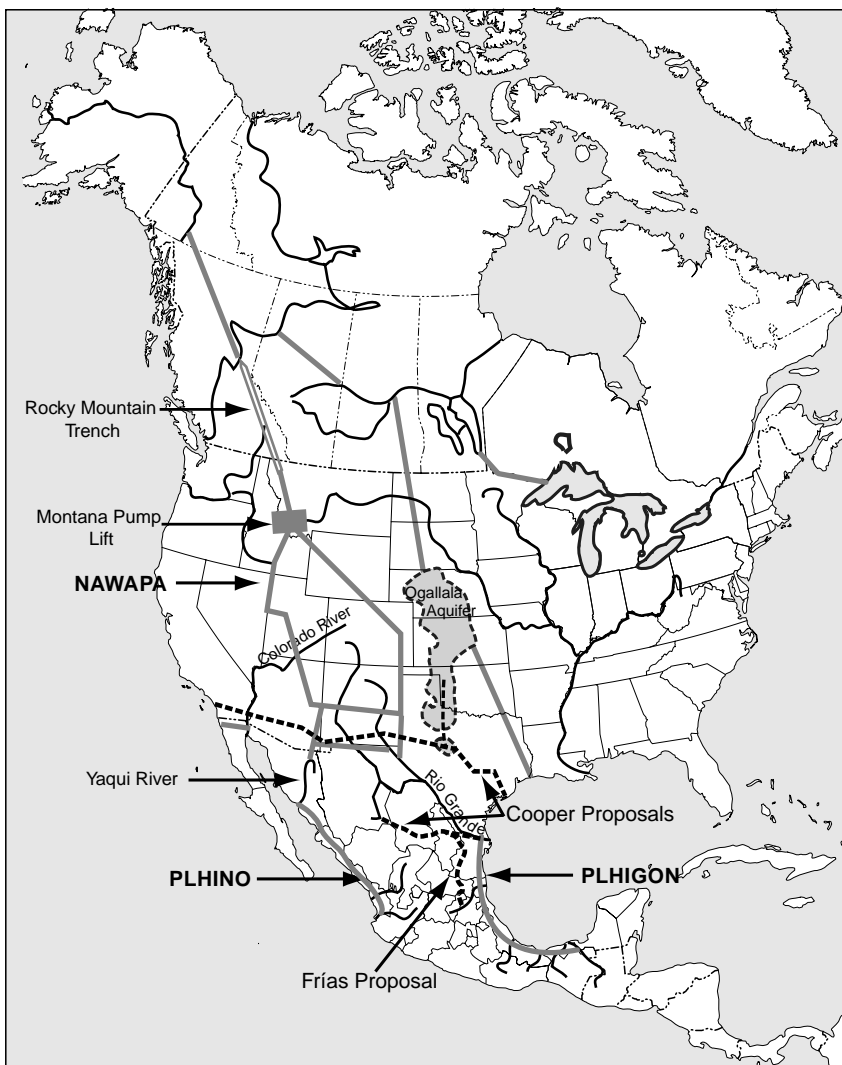 Rocky Mountain
Trench
Montana Pump
Lift
NAWAPA
Ogallala
Aquifer
Colorado River
Yaqui River
Rio Grande
Cooper Proposals
PLHINO
PLHIGON
Frías Proposal